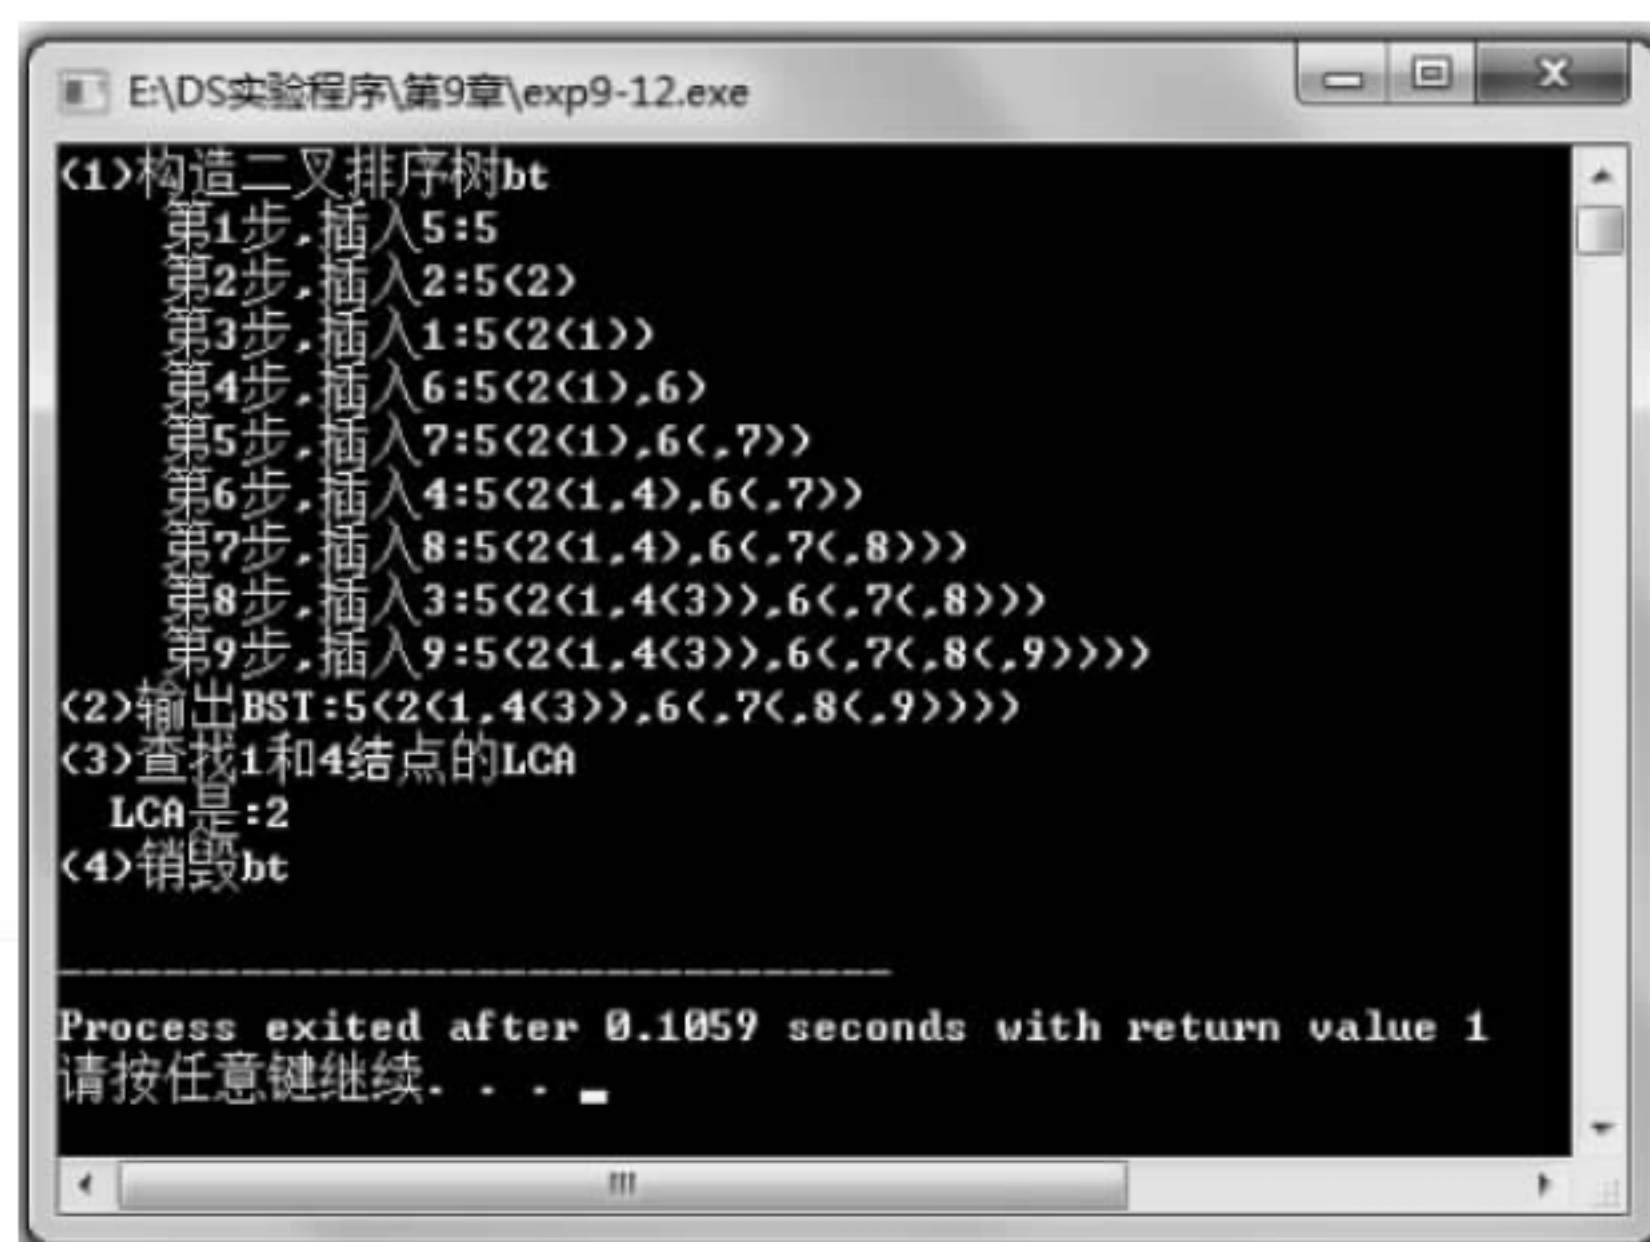 E:\DS实验程序\第9章\exp9-12.exe
(1)构造二叉排序树bt
第1步,插入5:5
第2步,插入2:5(2)
第3步,插入1:5(2(1))
第4步,插入6:5(2(1),6)
第5步,插入7:5(2(1),6(,7))
第6步,插入4:5(2(1,4),6(,7))
第7步,插入8:5(2(1,4),6(,7(,8)))
第8步,插入3:5(2(1,4(3)),6(,7(,8)))
第9步,插入9:5(2(1,4(3)),6(,7(,8(,9))))
(2)输出BST:5(2(1,4(3)),6(,7(,8(,9))))
(3)查找1和4结点的LCA
LCA是:2
(4)销毁bt
--------------------------------
Process exited after 0.1059 seconds with return value 1
请按任意键继续. . .